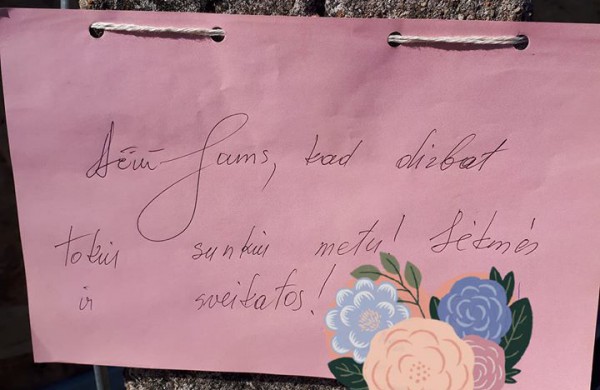 Ačiū Jums, kad dirbat
tokiu sunkiu metu! Sėkmės
ir sveikatos!